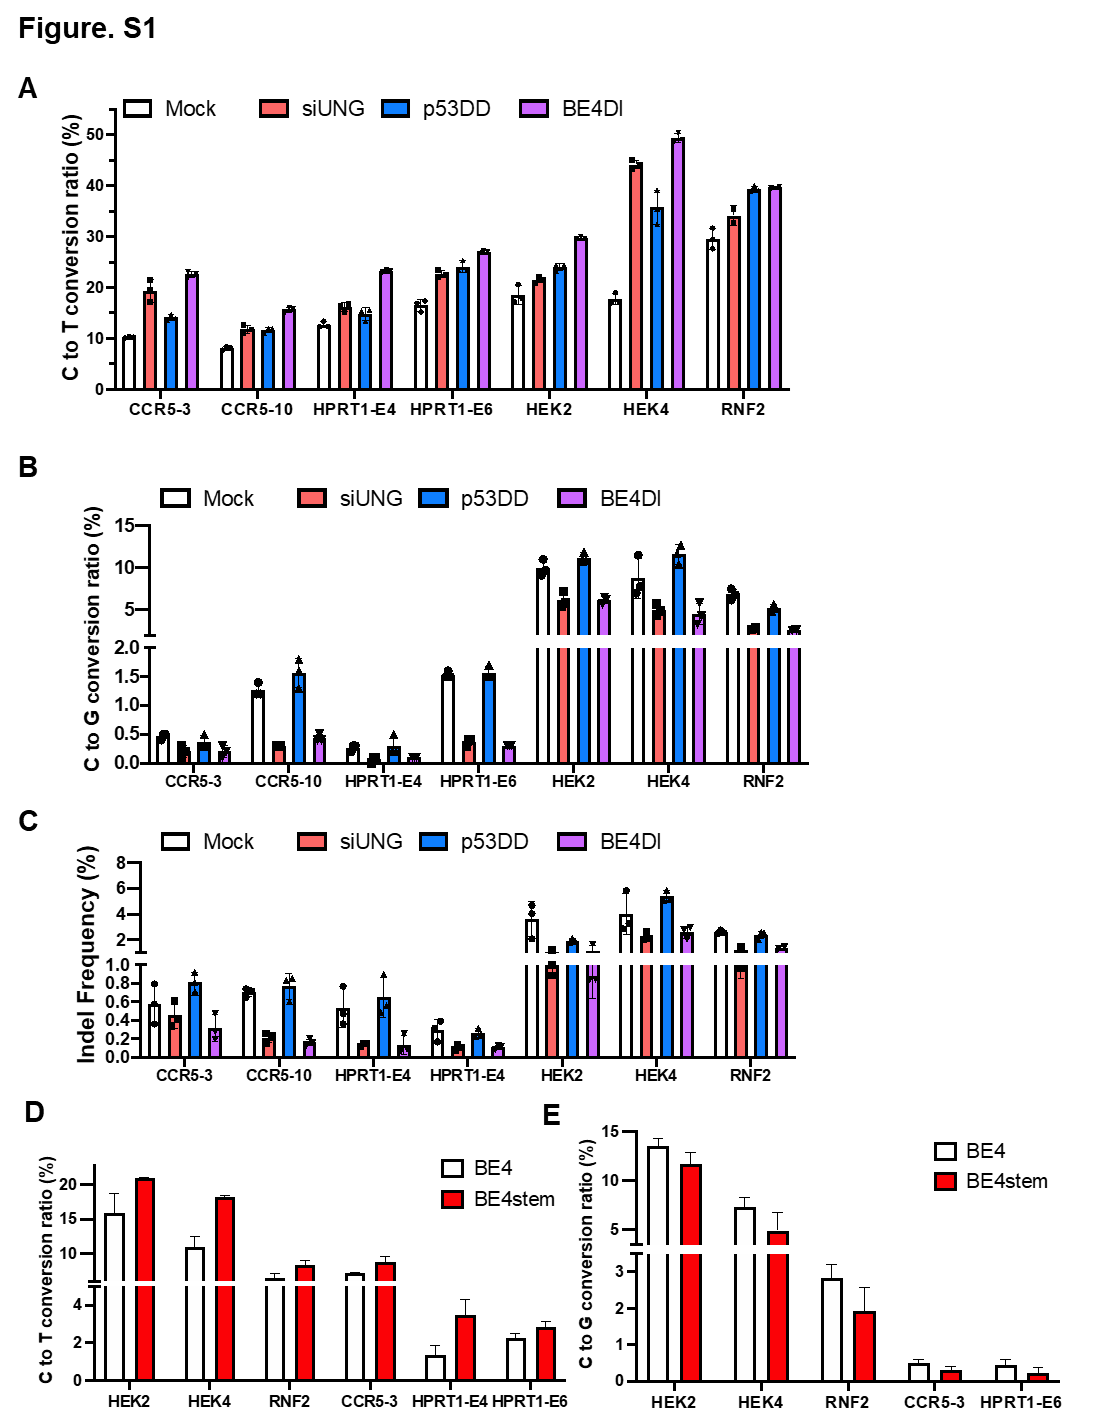 Figure. S1
A
Mock siUNG p53DD BE4DI
C to T conversion ratio (%)
50
40
30
20
10
0
CCR5-3 CCR5-10 HPRT1-E4 HPRT1-E6 HEK2 HEK4 RNF2
B
Mock siUNG p53DD BE4DI
C to G conversion ratio (%)
15
10
5
2.0
1.5
1.0
0.5
0.0
CCR5-3 CCR5-10 HPRT1-E4 HPRT1-E6 HEK2 HEK4 RNF2
C
Mock siUNG p53DD BE4DI
Indel Frequency (%)
8
6
4
2
1.0
0.8
0.6
0.4
0.2
0.0
CCR5-3 CCR5-10 HPRT1-E4 HPRT1-E4 HEK2 HEK4 RNF2
D
BE4
BE4stem
C to T conversion ratio (%)
20
15
10
4
2
0
HEK2 HEK4 RNF2 CCR5-3 HPRT1-E4 HPRT1-E6
E
BE4
BE4stem
C to G conversion ratio (%)
15
10
5
3
2
1
0
HEK2 HEK4 RNF2 CCR5-3 HPRT1-E6